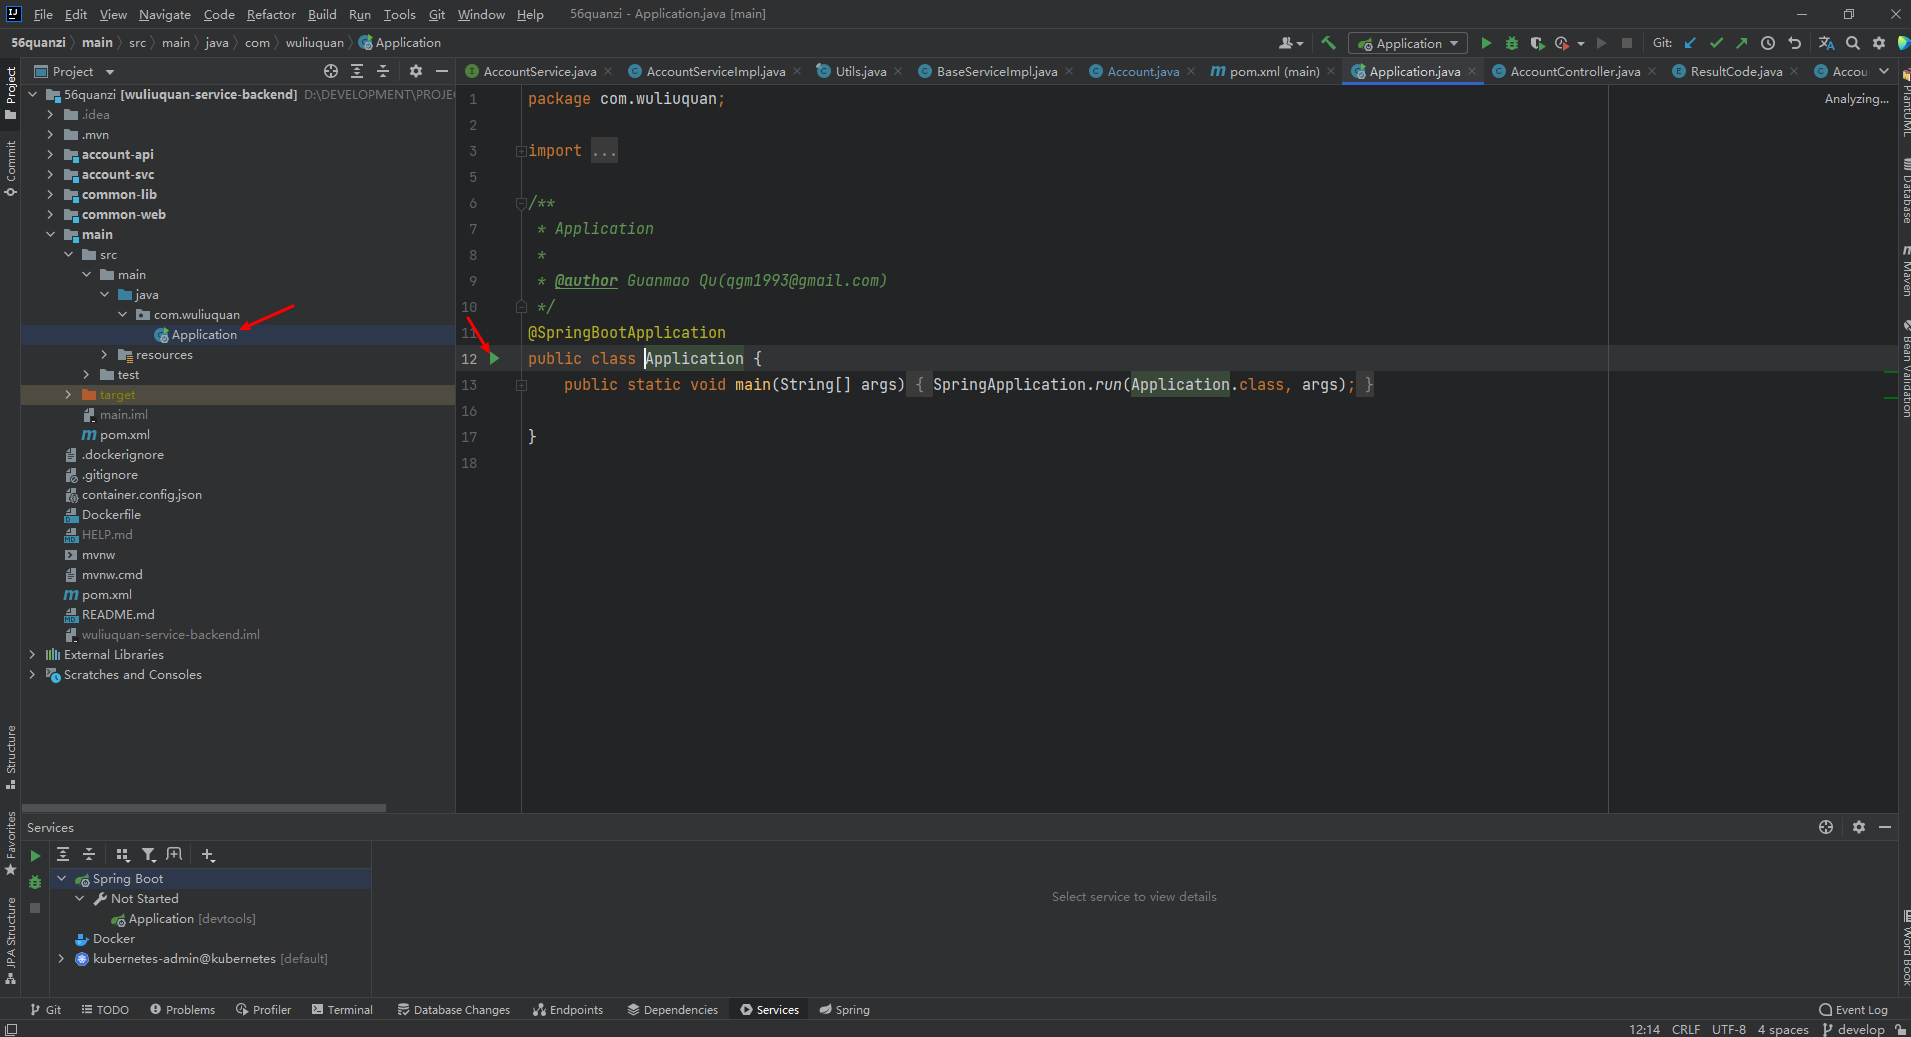 File Edit View Navigate Code Refactor Build Run Tools Git Window Help 56quanzi - Application.java [main]
56quanzi main src main java com wuliuquan Application
Application
Git:
Project
AccountService.java AccountServiceImpl.java Utils.java BaseServiceImpl.java Account.java pom.xml (main) Application.java AccountController.java ResultCode.java Accou
Project
Commit
Structure
Favorites
JPA Structure
56quanzi [wuliuquan-service-backend] D:\DEVELOPMENT\PROJEC
.idea
.mvn
account-api
account-svc
common-lib
common-web
main
src
main
java
com.wuliuquan
Application
resources
test
target
main.iml
pom.xml
.dockerignore
.gitignore
container.config.json
Dockerfile
HELP.md
mvnw
mvnw.cmd
pom.xml
README.md
wuliuquan-service-backend.iml
External Libraries
Scratches and Consoles
1 package com.wuliuquan;
2
3 import ...
5
6 /**
7 * Application
8 *
9 * @author Guanmao Qu(qgm1993@gmail.com)
10 */
11 @SpringBootApplication
12 public class Application {
13 public static void main(String[] args) { SpringApplication.run(Application.class, args); }
16
17 }
18
Analyzing...
PlantUML
Database
Maven
Bean Validation
Word Book
Services
Spring Boot
Not Started
Application [devtools]
Docker
kubernetes-admin@kubernetes [default]
Select service to view details
Git TODO Problems Profiler Terminal Database Changes Endpoints Dependencies Services Spring Event Log
12:14 CRLF UTF-8 4 spaces develop